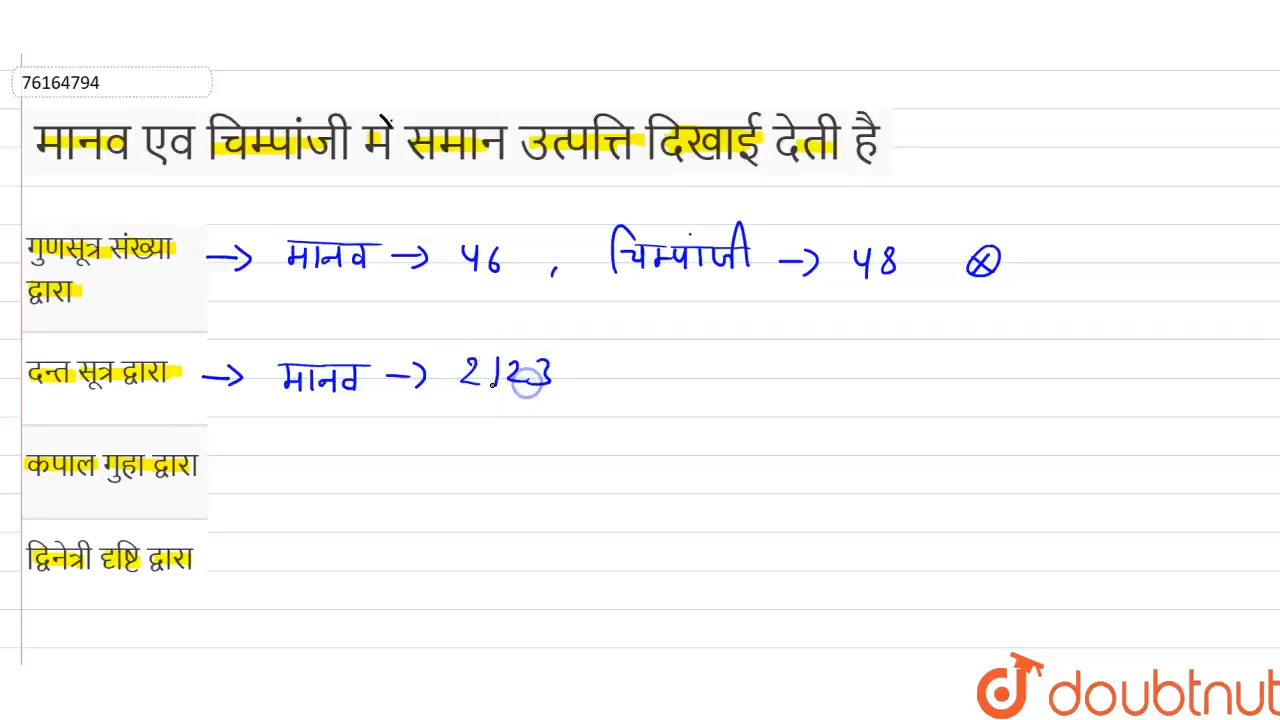 76164794
मानव एव चिम्पांजी में समान उत्पत्ति दिखाई देती है
गुणसूत्र संख्या → मानव → 46 , चिम्पांजी → 48 ⊗
द्वारा
दन्त सूत्र द्वारा → मानव → 2123
कपाल गुहा द्वारा
द्विनेत्री दृष्टि द्वारा
doubtnut